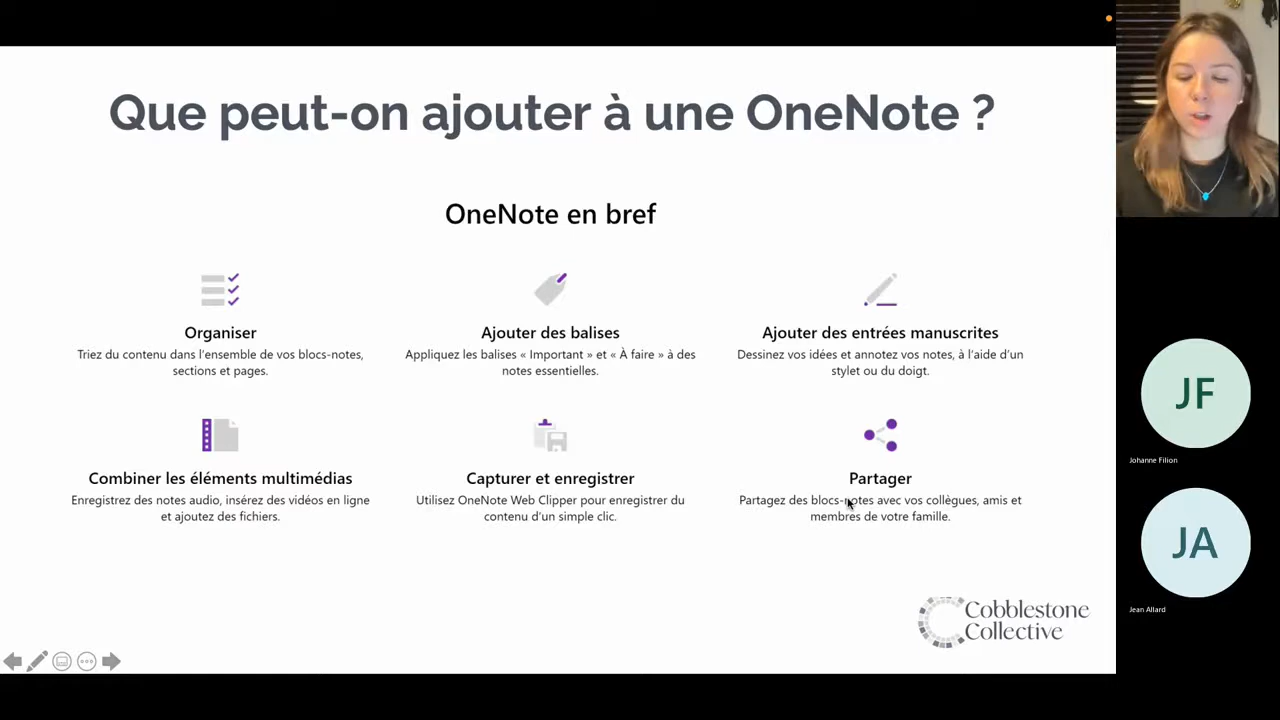 Que peut-on ajouter à une OneNote ?
OneNote en bref
Organiser
Triez du contenu dans l'ensemble de vos blocs-notes,
sections et pages.
Ajouter des balises
Appliquez les balises « Important » et « À faire » à des
notes essentielles.
Ajouter des entrées manuscrites
Dessinez vos idées et annotez vos notes, à l'aide d'un
stylet ou du doigt.
Combiner les éléments multimédias
Enregistrez des notes audio, insérez des vidéos en ligne
et ajoutez des fichiers.
Capturer et enregistrer
Utilisez OneNote Web Clipper pour enregistrer du
contenu d'un simple clic.
Partager
Partagez des blocs-notes avec vos collègues, amis et
membres de votre famille.
Cobblestone
Collective
JF
Johanne Filion
JA
Jean Allard